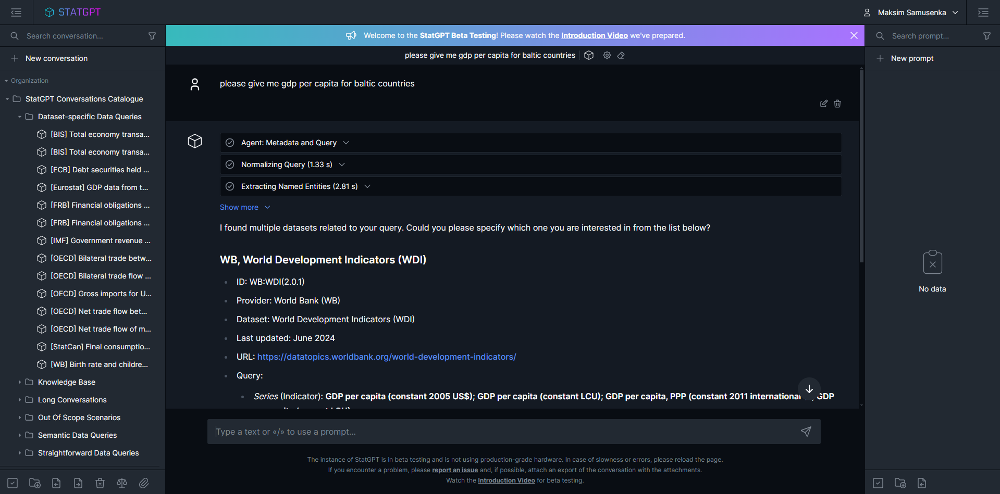 STATGPT
Maksim Samusenka
Search conversation...
New conversation
Organization
StatGPT Conversations Catalogue
Dataset-specific Data Queries
[BIS] Total economy transa...
[BIS] Total economy transa...
[ECB] Debt securities held ...
[Eurostat] GDP data from t...
[FRB] Financial obligations ...
[FRB] Financial obligations ...
[IMF] Government revenue ...
[OECD] Bilateral trade betw...
[OECD] Bilateral trade flow ...
[OECD] Gross imports for U...
[OECD] Net trade flow bet...
[OECD] Net trade flow of m...
[StatCan] Final consumptio...
[WB] Birth rate and childre...
Knowledge Base
Long Conversations
Out Of Scope Scenarios
Semantic Data Queries
Straightforward Data Queries
Welcome to the StatGPT Beta Testing! Please watch the Introduction Video we've prepared.
please give me gdp per capita for baltic countries
please give me gdp per capita for baltic countries
Agent: Metadata and Query
Normalizing Query (1.33 s)
Extracting Named Entities (2.81 s)
Show more
I found multiple datasets related to your query. Could you please specify which one you are interested in from the list below?
WB, World Development Indicators (WDI)
ID: WB:WDI(2.0.1)
Provider: World Bank (WB)
Dataset: World Development Indicators (WDI)
Last updated: June 2024
URL: https://datatopics.worldbank.org/world-development-indicators/
Query:
Series (Indicator): GDP per capita (constant 2005 US$); GDP per capita (constant LCU); GDP per capita, PPP (constant 2011 international GDP
Type a text or «/» to use a prompt...
The instance of StatGPT is in beta testing and is not using production-grade hardware. In case of slowness or errors, please reload the page.
If you encounter a problem, please report an issue and, if possible, attach an export of the conversation with the attachments.
Watch the Introduction Video for beta testing.
Search prompt...
New prompt
No data